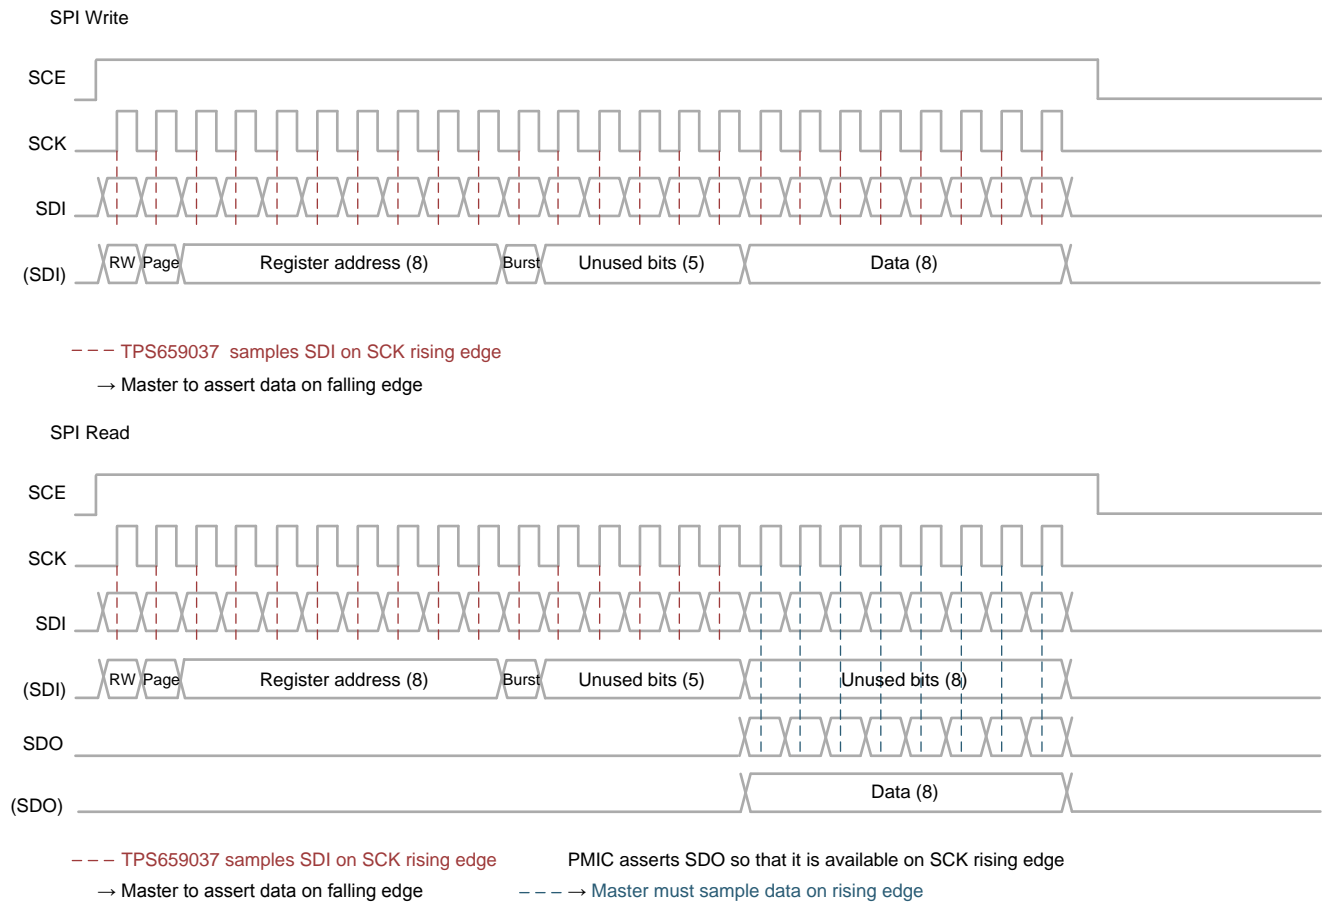 SPI Write
SCE
SCK
SDI
(SDI) RW Page Register address (8) Burst Unused bits (5) Data (8)
--- TPS659037 samples SDI on SCK rising edge
→ Master to assert data on falling edge
SPI Read
SCE
SCK
SDI
(SDI) RW Page Register address (8) Burst Unused bits (5) Unused bits (8)
SDO
(SDO) Data (8)
--- TPS659037 samples SDI on SCK rising edge PMIC asserts SDO so that it is available on SCK rising edge
→ Master to assert data on falling edge --- → Master must sample data on rising edge